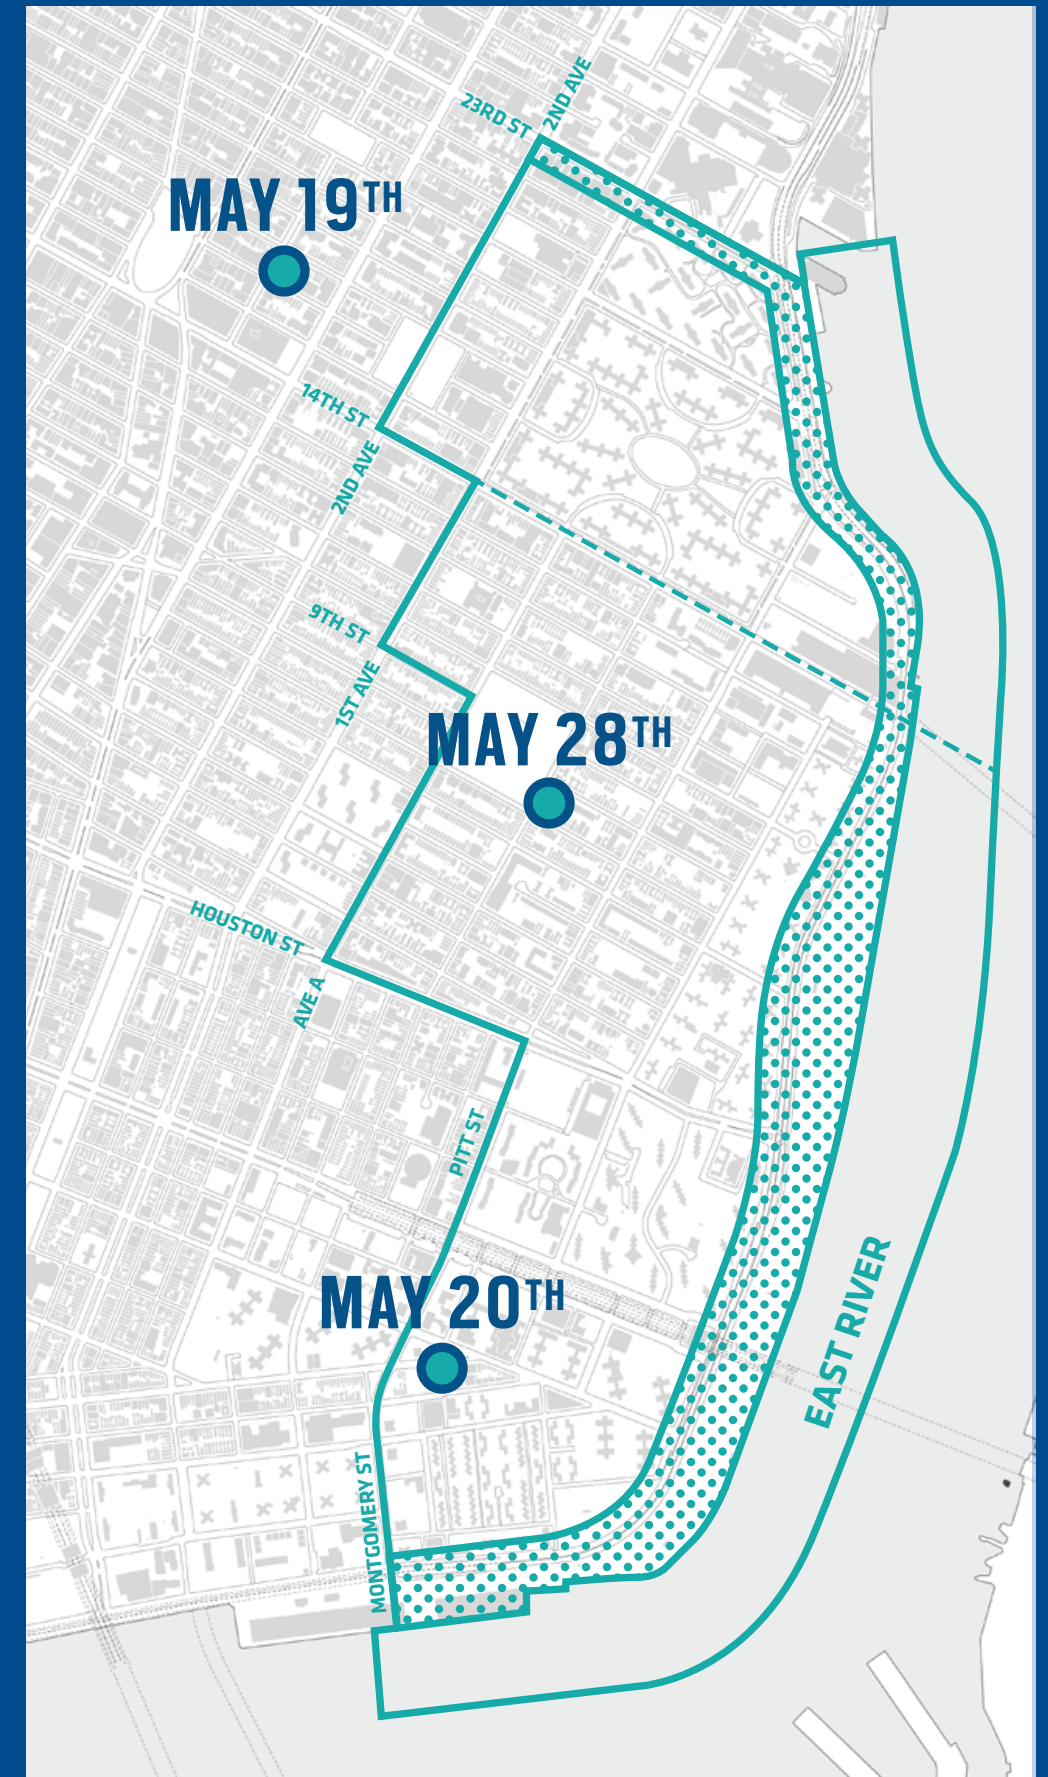 2ND AVE
23RD ST
MAY 19TH
14TH ST
2ND AVE
9TH ST
1ST AVE
MAY 28TH
HOUSTON ST
AVE A
PITT ST
EAST RIVER
MAY 20TH
MONTGOMERY ST